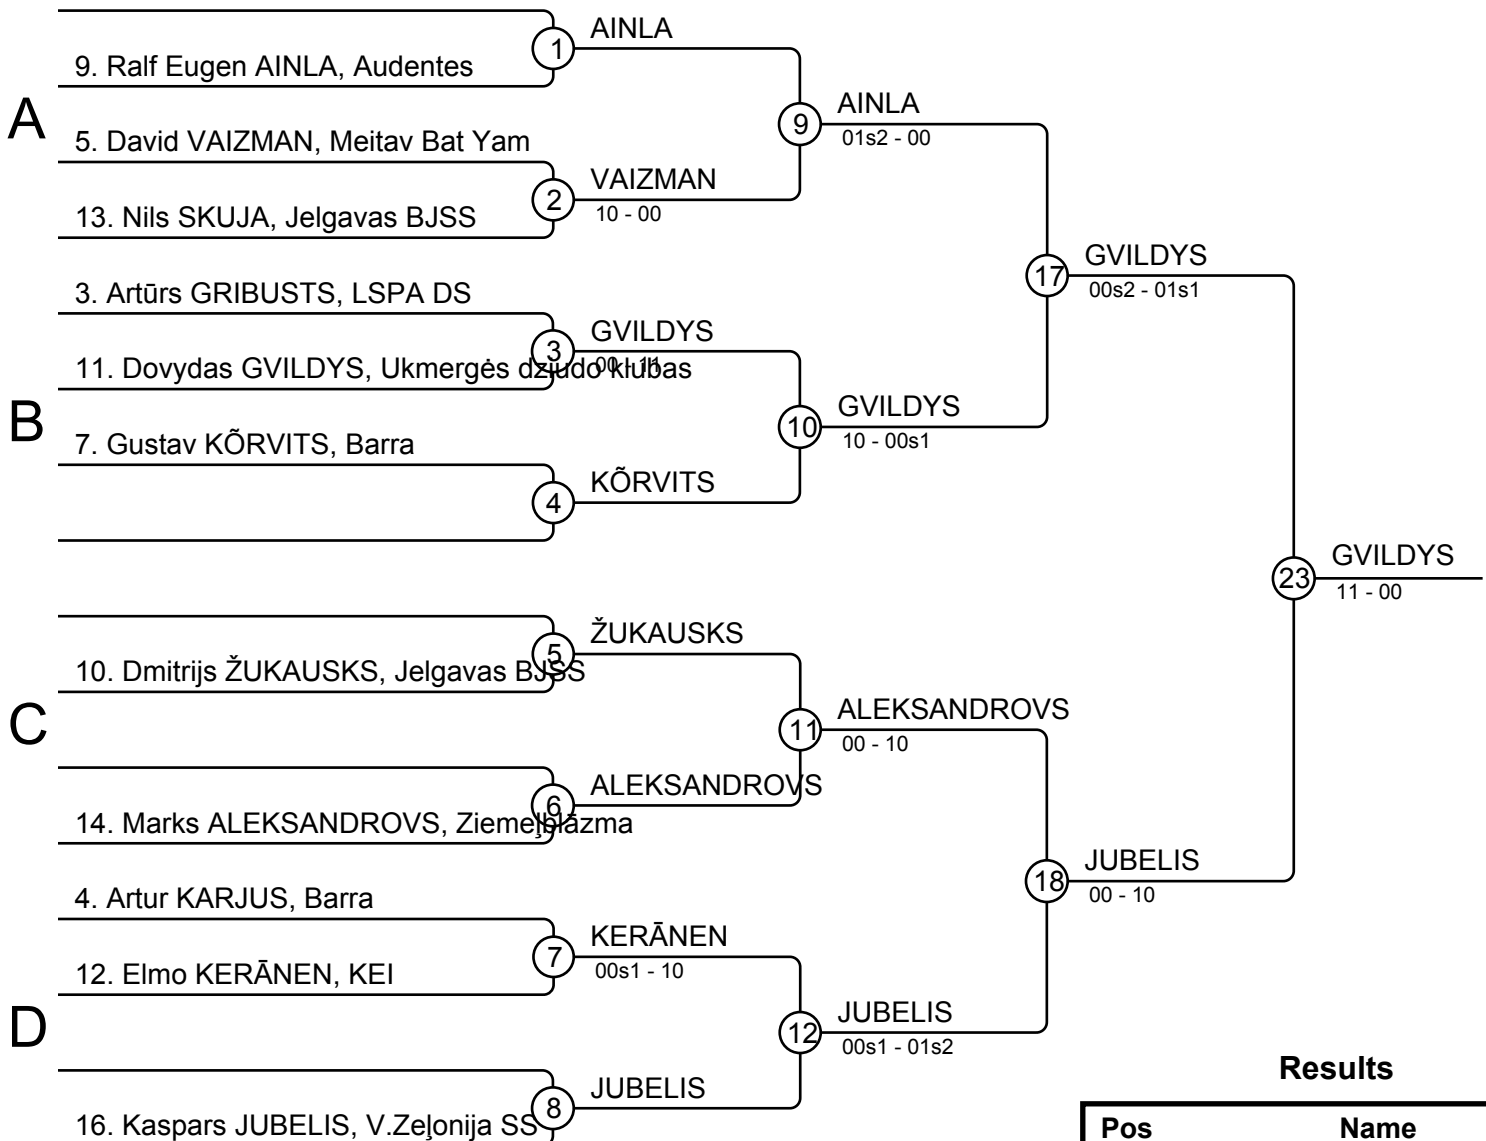 AINLA
1
9. Ralf Eugen AINLA, Audentes
AINLA
A
9
5. David VAIZMAN, Meitav Bat Yam
01s2 - 00
VAIZMAN
2
13. Nils SKUJA, Jelgavas BJSS
10 - 00
GVILDYS
17
3. Artūrs GRIBUSTS, LSPA DS
00s2 - 01s1
GVILDYS
3
11. Dovydas GVILDYS, Ukmergės dziudo klubas
00 - 11
B
GVILDYS
10
7. Gustav KÕRVITS, Barra
10 - 00s1
KÕRVITS
4
GVILDYS
23
11 - 00
ŽUKAUSKS
5
10. Dmitrijs ŽUKAUSKS, Jelgavas BJSS
C
ALEKSANDROVS
11
00 - 10
ALEKSANDROVS
6
14. Marks ALEKSANDROVS, Ziemeļblāzma
JUBELIS
18
4. Artur KARJUS, Barra
00 - 10
KERĀNEN
7
12. Elmo KERĀNEN, KEI
00s1 - 10
D
JUBELIS
12
00s1 - 01s2
Results
JUBELIS
8
16. Kaspars JUBELIS, V.Zeļonija SS
Pos Name